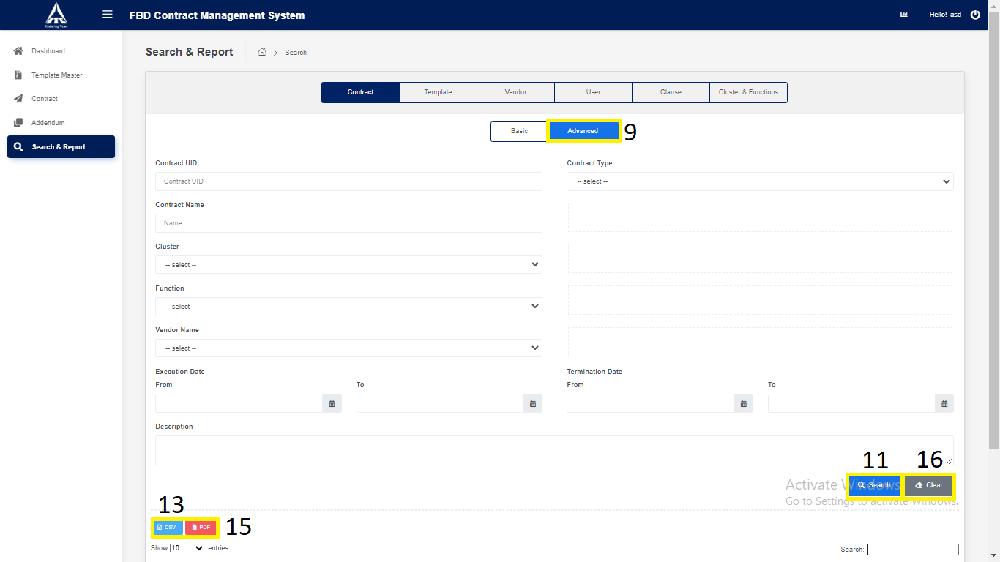 FBD Contract Management System
Hello! asd
Enduring Value
Dashboard
Template Master
Contract
Addendum
Search & Report
Search & Report
Search
Contract
Template
Vendor
User
Clause
Cluster & Functions
Basic
Advanced
9
Contract UID
Contract Type
Contract UID
-- select --
Contract Name
Name
Cluster
-- select --
Function
-- select --
Vendor Name
-- select --
Execution Date
Termination Date
From
To
From
To
Description
11
16
Search
Clear
Activate Windows
Go to Settings to activate Windows.
13
CSV
PDF
15
Show 10 entries
Search: